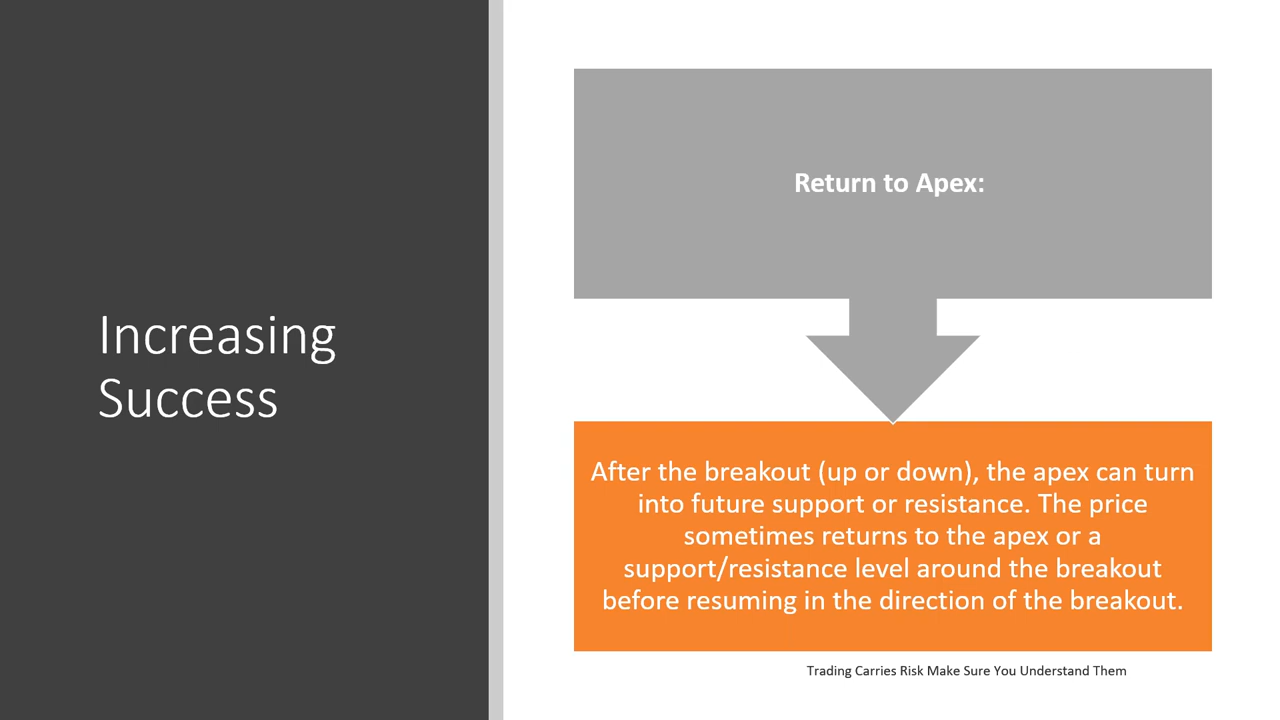 Increasing
Success
Return to Apex:
After the breakout (up or down), the apex can turn
into future support or resistance. The price
sometimes returns to the apex or a
support/resistance level around the breakout
before resuming in the direction of the breakout.
Trading Carries Risk Make Sure You Understand Them